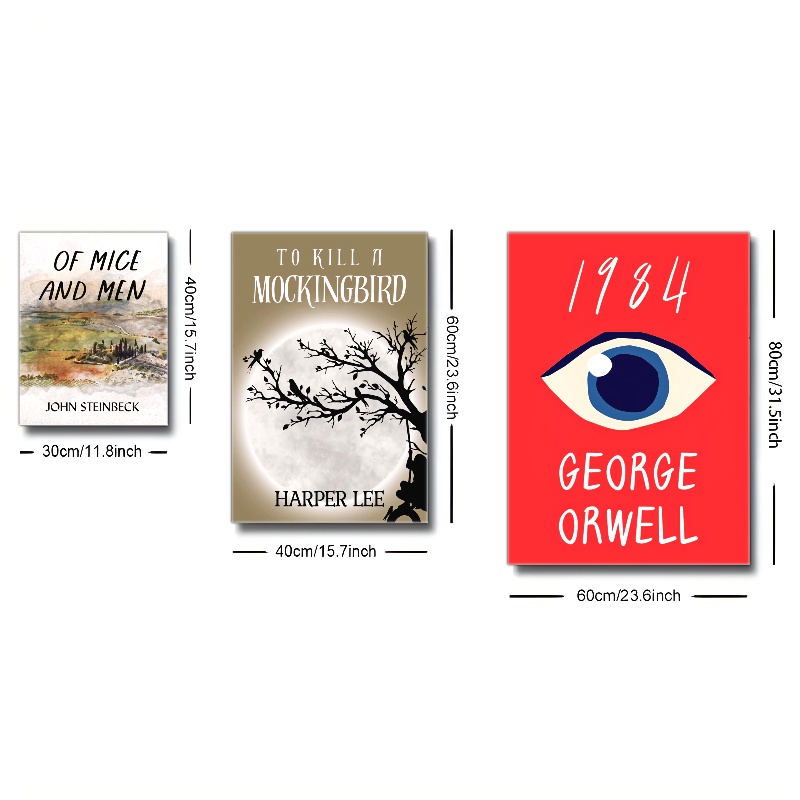 OF MICE
AND MEN
JOHN STEINBECK
40cm/15.7inch
30cm/11.8inch
TO KILL A
MOCKINGBIRD
HARPER LEE
60cm/23.6inch
40cm/15.7inch
1984
GEORGE
ORWELL
80cm/31.5inch
60cm/23.6inch